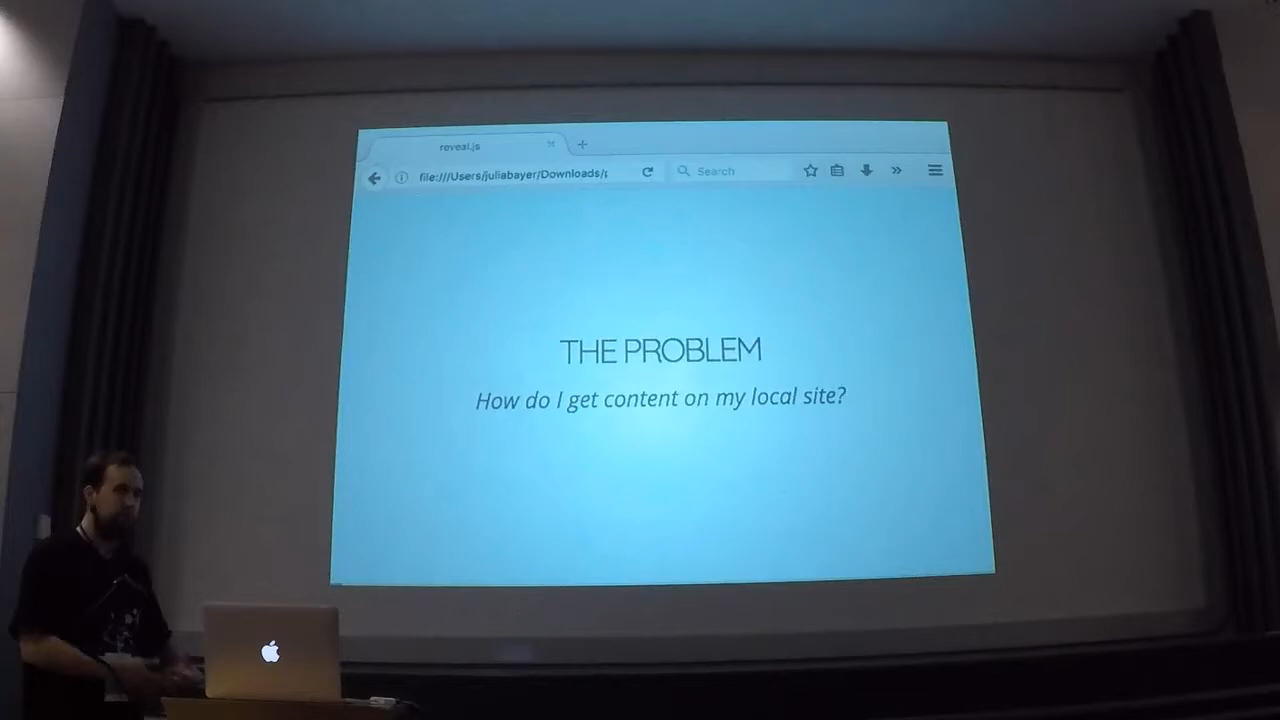 reveal.js
file:///Users/juliabayer/Downloads/
Search
THE PROBLEM
How do I get content on my local site?